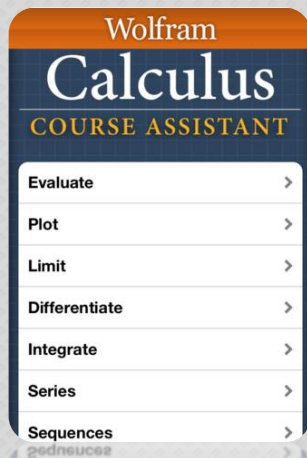 Wolfram
Calculus
COURSE ASSISTANT
Evaluate
Plot
Limit
Differentiate
Integrate
Series
Sequences